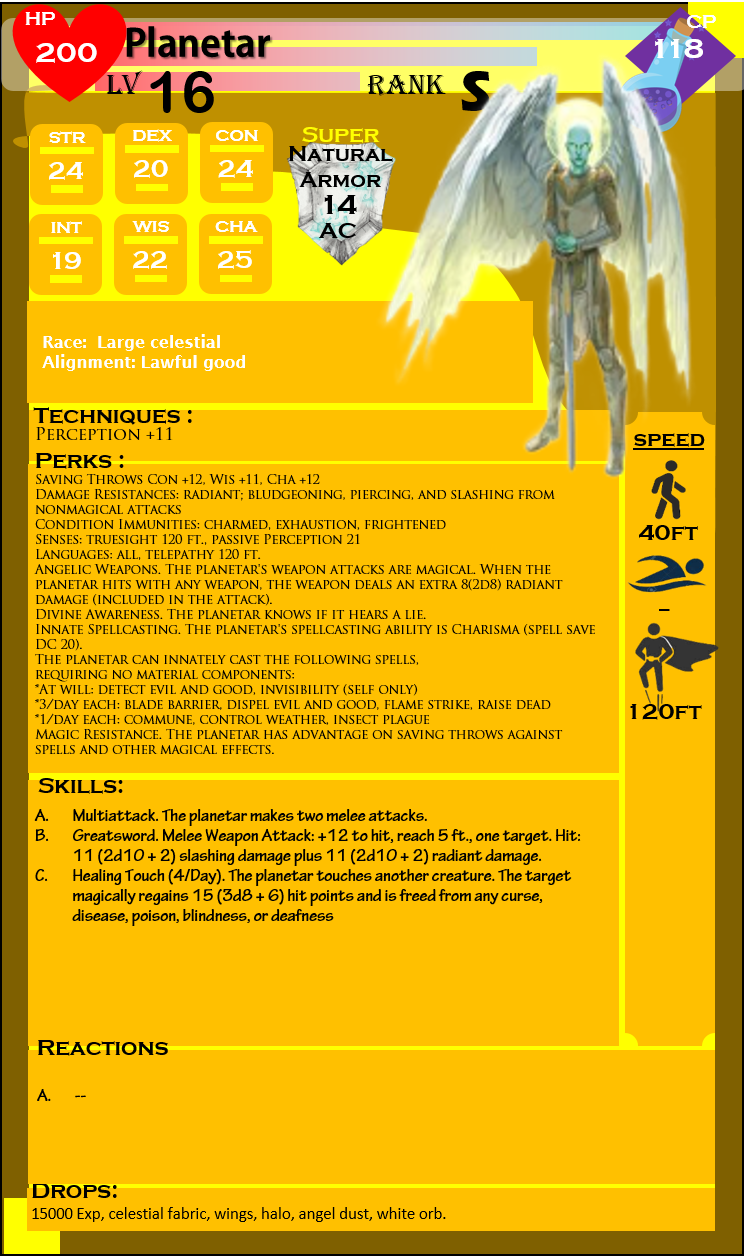 HP
200
Planetar
CP
118
LV 16
RANK S
STR
24
DEX
20
CON
24
INT
19
WIS
22
CHA
25
SUPER
NATURAL
ARMOR
14
AC
Race:  Large celestial
Alignment: Lawful good
TECHNIQUES :
PERCEPTION +11
PERKS :
SAVING THROWS CON +12, WIS +11, CHA +12
DAMAGE RESISTANCES: RADIANT; BLUDGEONING, PIERCING, AND SLASHING FROM
NONMAGICAL ATTACKS
CONDITION IMMUNITIES: CHARMED, EXHAUSTION, FRIGHTENED
SENSES: TRUESIGHT 120 FT., PASSIVE PERCEPTION 21
LANGUAGES: ALL, TELEPATHY 120 FT.
ANGELIC WEAPONS. THE PLANETAR'S WEAPON ATTACKS ARE MAGICAL. WHEN THE
PLANETAR HITS WITH ANY WEAPON, THE WEAPON DEALS AN EXTRA 8(2D8) RADIANT
DAMAGE (INCLUDED IN THE ATTACK).
DIVINE AWARENESS. THE PLANETAR KNOWS IF IT HEARS A LIE.
INNATE SPELLCASTING. THE PLANETAR'S SPELLCASTING ABILITY IS CHARISMA (SPELL SAVE
DC 20).
THE PLANETAR CAN INNATELY CAST THE FOLLOWING SPELLS,
REQUIRING NO MATERIAL COMPONENTS:
*AT WILL: DETECT EVIL AND GOOD, INVISIBILITY (SELF ONLY)
*3/DAY EACH: BLADE BARRIER, DISPEL EVIL AND GOOD, FLAME STRIKE, RAISE DEAD
*1/DAY EACH: COMMUNE, CONTROL WEATHER, INSECT PLAGUE
MAGIC RESISTANCE. THE PLANETAR HAS ADVANTAGE ON SAVING THROWS AGAINST
SPELLS AND OTHER MAGICAL EFFECTS.
SPEED
40FT
–
120FT
SKILLS:
A. Multiattack. The planetar makes two melee attacks.
B. Greatsword. Melee Weapon Attack: +12 to hit, reach 5 ft., one target. Hit:
11 (2d10 + 2) slashing damage plus 11 (2d10 + 2) radiant damage.
C. Healing Touch (4/Day). The planetar touches another creature. The target
magically regains 15 (3d8 + 6) hit points and is freed from any curse,
disease, poison, blindness, or deafness
REACTIONS
A. --
DROPS:
15000 Exp, celestial fabric, wings, halo, angel dust, white orb.